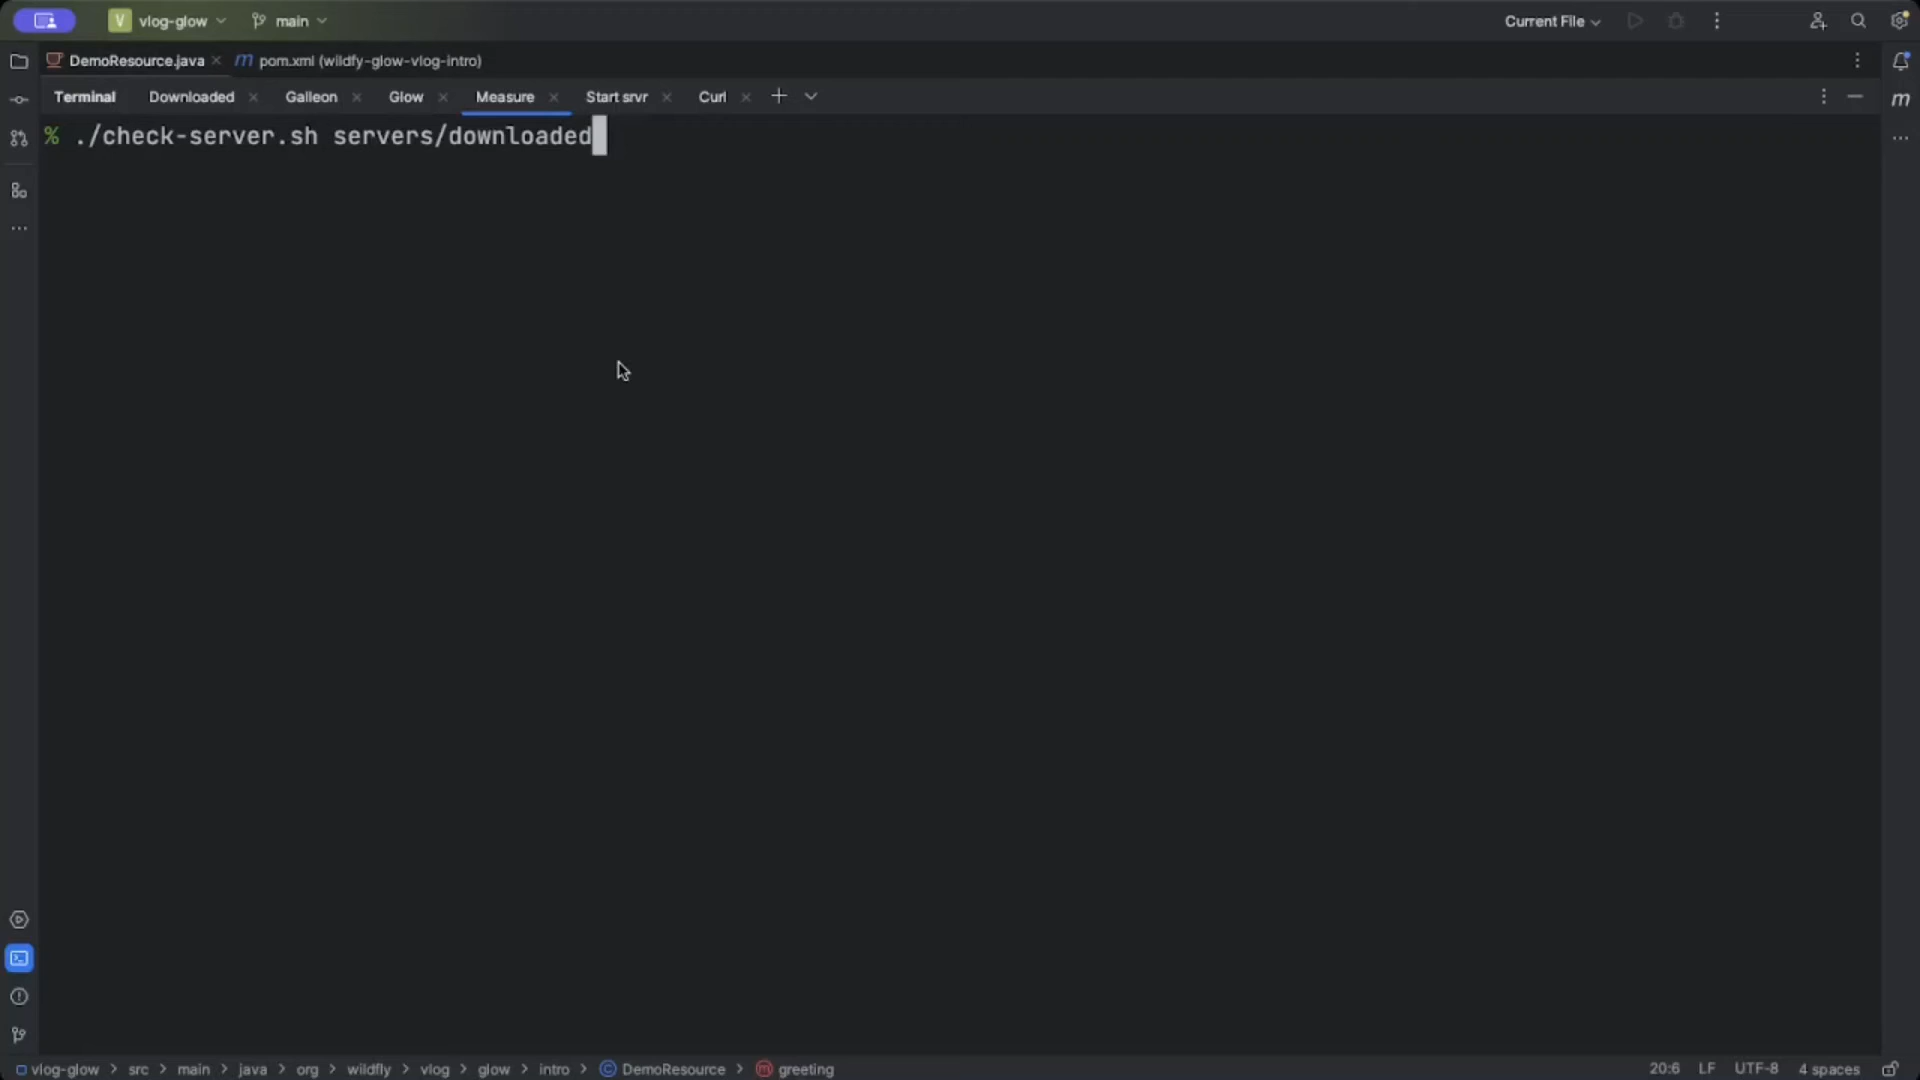 V vlog-glow main Current File
DemoResource.java m pom.xml (wildfly-glow-vlog-intro)
Terminal Downloaded Galleon Glow Measure Start srvr Curl
% ./check-server.sh servers/downloaded
vlog-glow > src > main > java > org > wildfly > vlog > glow > intro > DemoResource > greeting 20:6 LF UTF-8 4 spaces